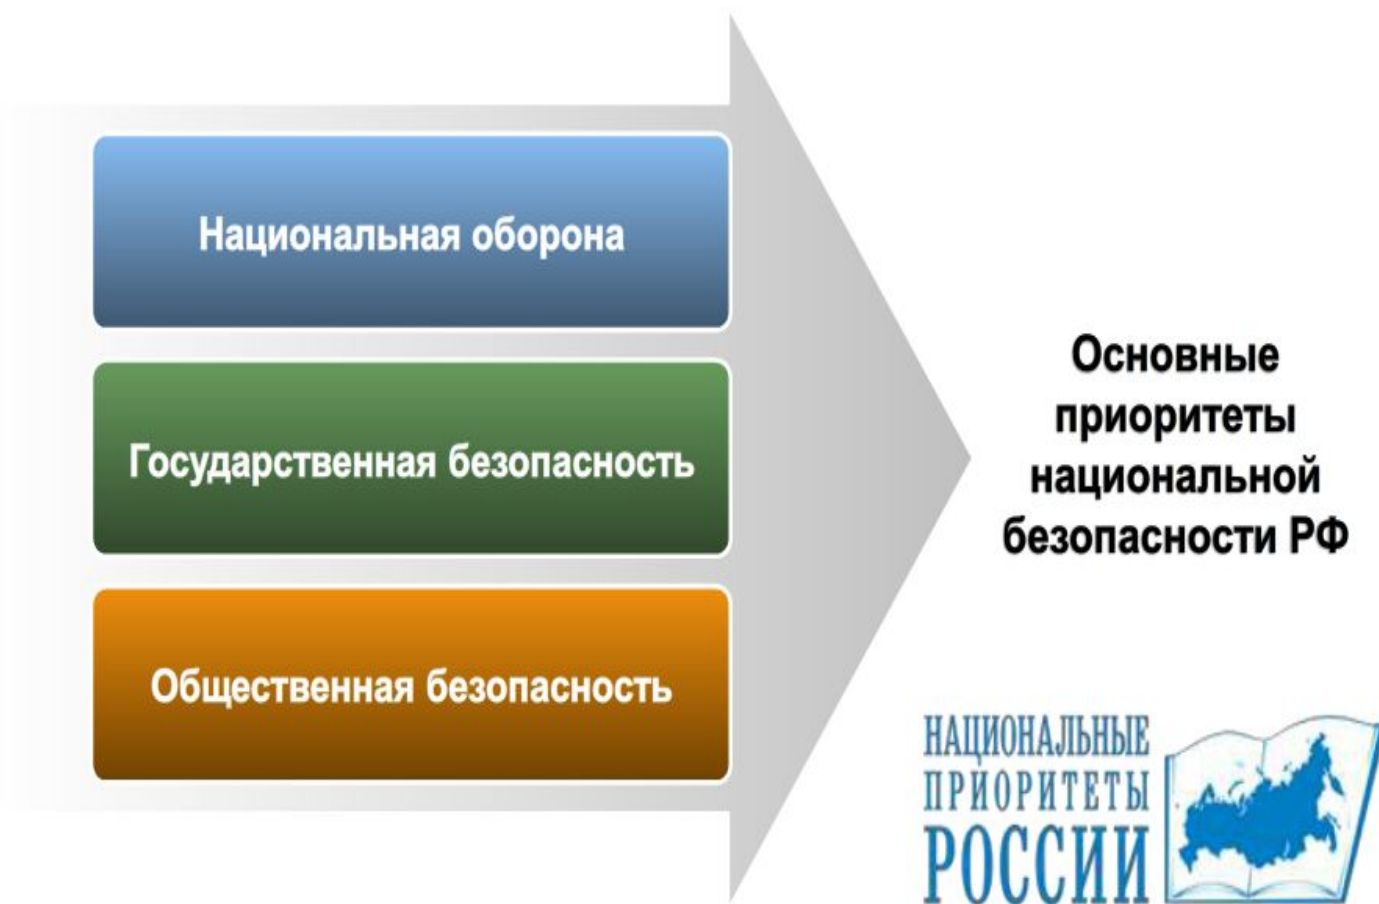 Национальная оборона
Государственная безопасность
Общественная безопасность
Основные
приоритеты
национальной
безопасности РФ
НАЦИОНАЛЬНЫЕ
ПРИОРИТЕТЫ
РОССИИ